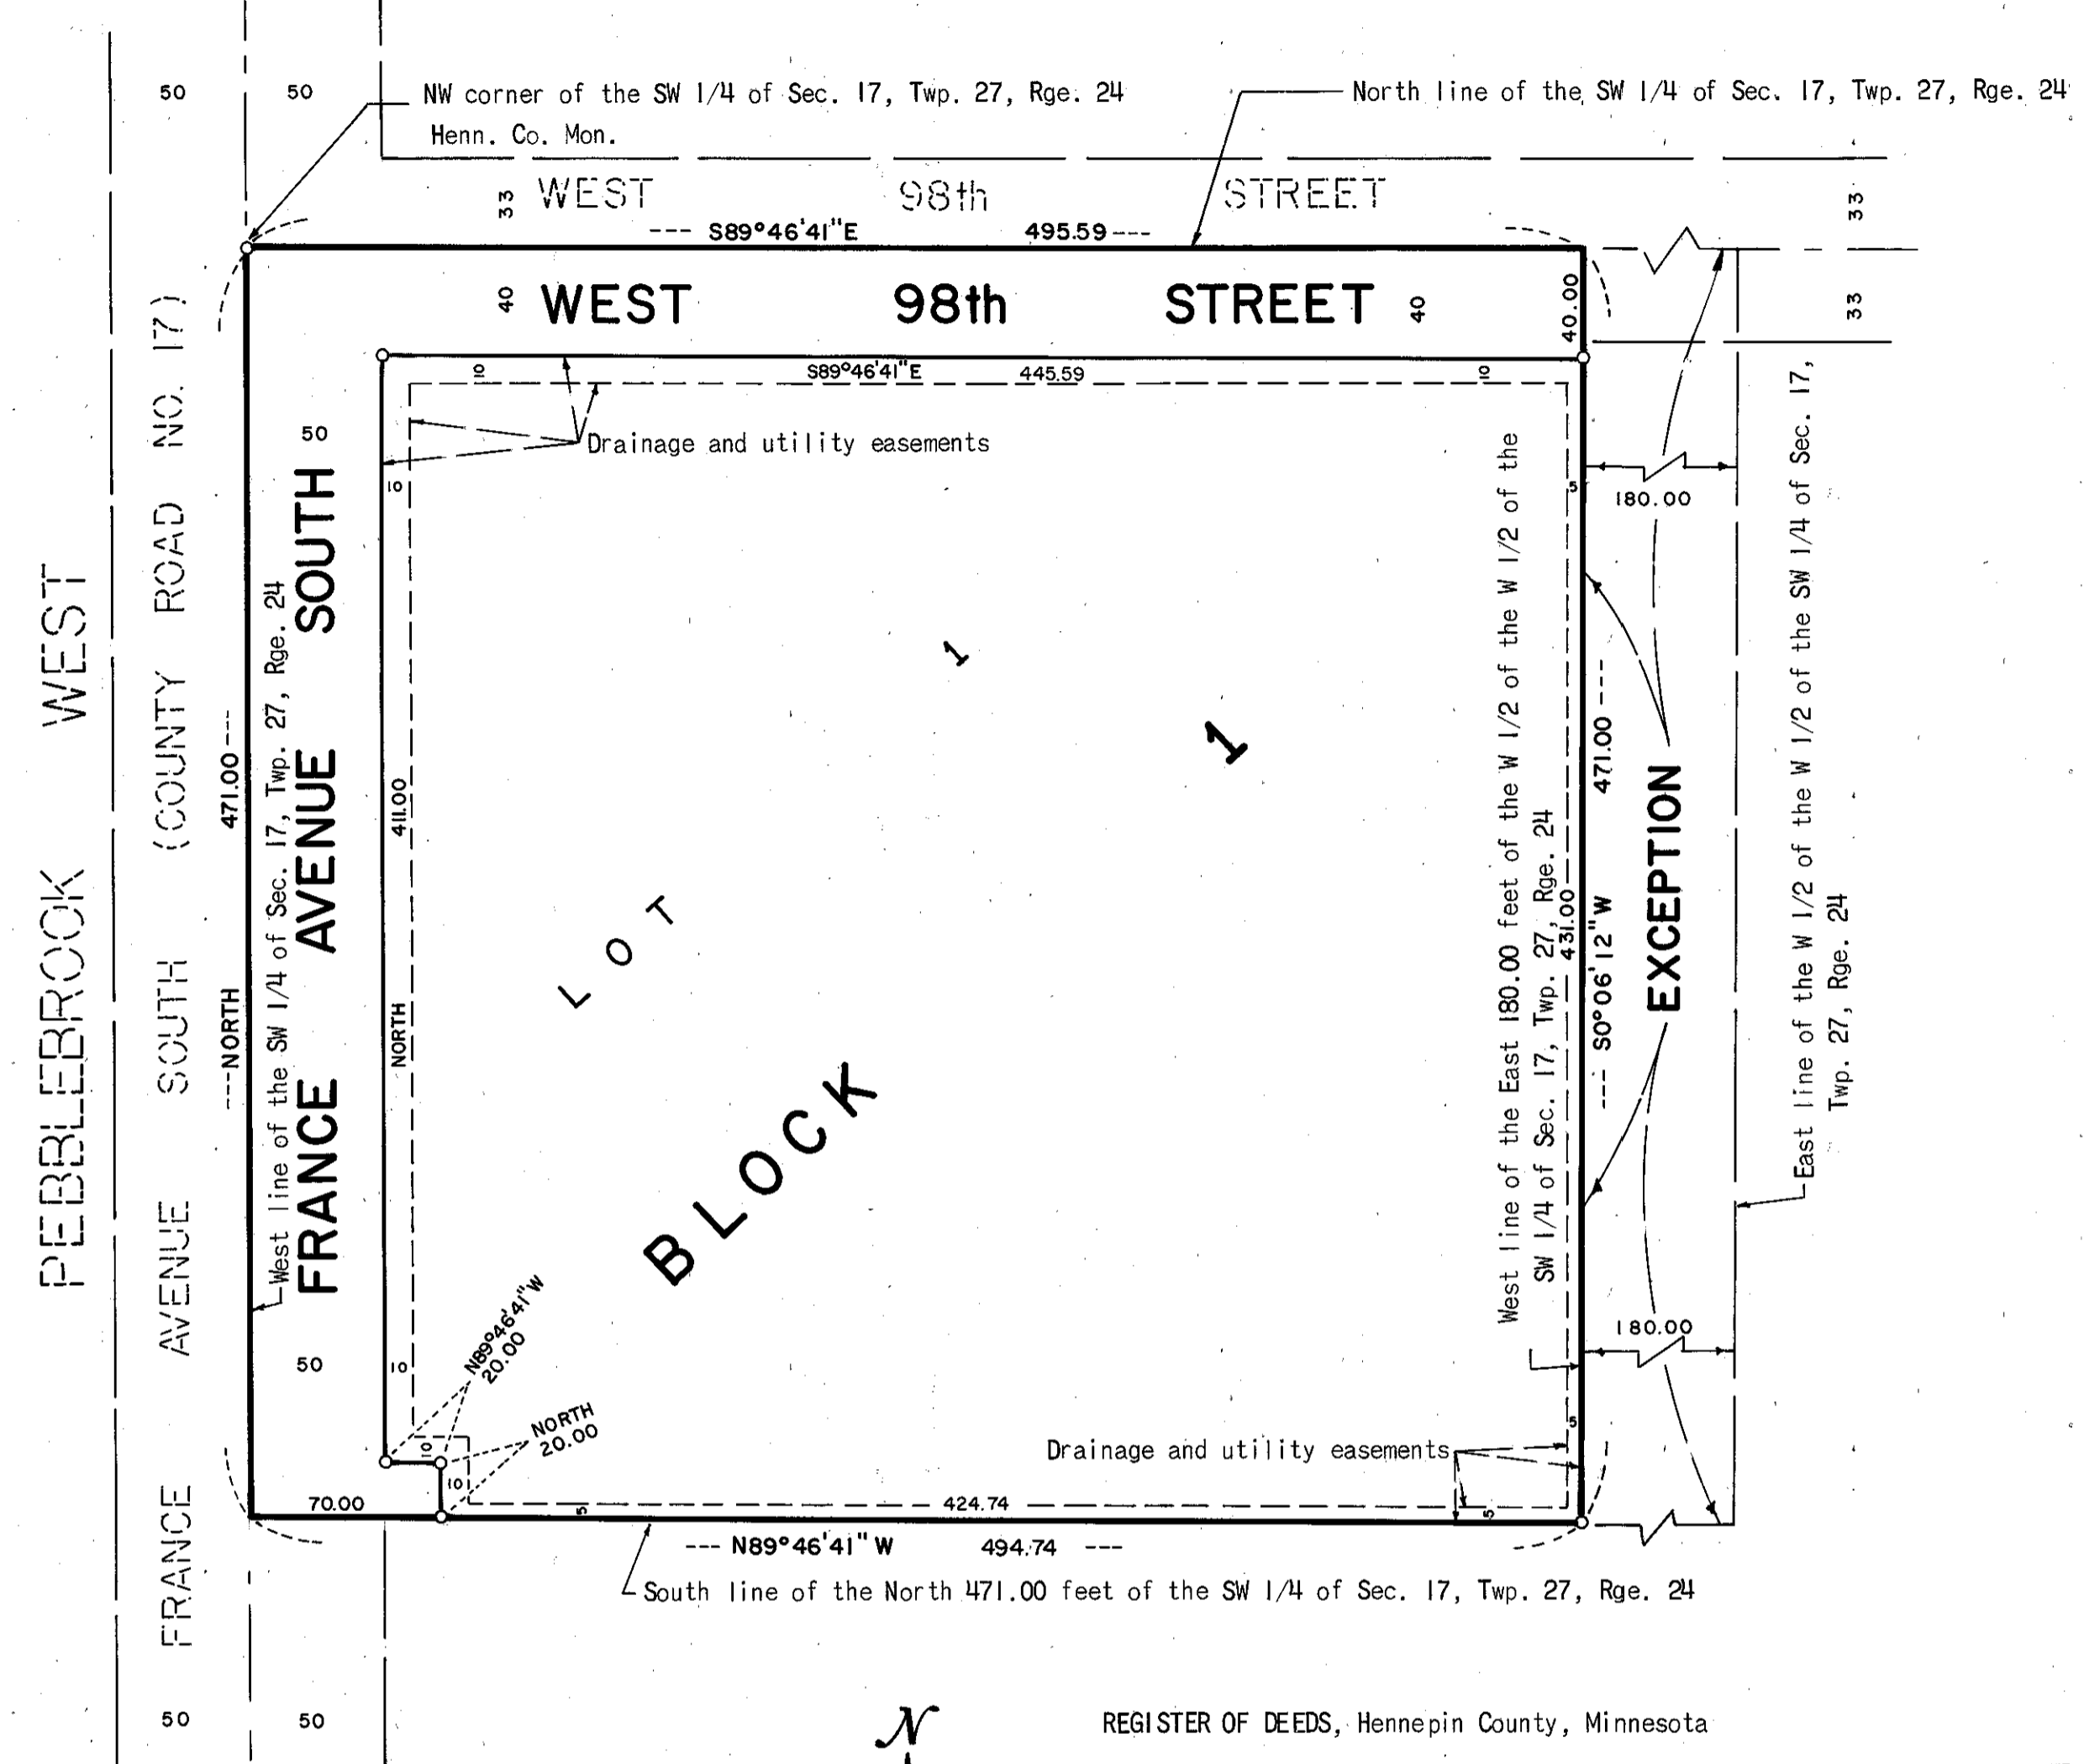 50
50
NW corner of the SW 1/4 of Sec. 17, Twp. 27, Rge. 24
Henn. Co. Mon.
North line of the SW 1/4 of Sec. 17, Twp. 27, Rge. 24
33
WEST 98th STREET
33
--- S89°46'41"E 495.59 ---
40
WEST 98th STREET
40
40.00
33
10
S89°46'41"E 445.59
10
Drainage and utility easements
50
10
5
180.00
PEBBLEBROOK WEST
FRANCE AVENUE SOUTH (COUNTY ROAD NO. 17)
---NORTH 471.00---
West line of the SW 1/4 of Sec. 17, Twp. 27, Rge. 24
FRANCE AVENUE SOUTH
NORTH 411.00
LOT 1
BLOCK 1
West line of the East 180.00 feet of the W 1/2 of the W 1/2 of the
SW 1/4 of Sec. 17, Twp. 27, Rge. 24
431.00
--- S0°06'12"W 471.00 ---
EXCEPTION
East line of the W 1/2 of the W 1/2 of the SW 1/4 of Sec. 17,
Twp. 27, Rge. 24
50
10
N89°46'41"W
20.00
180.00
NORTH
20.00
10
10
5
Drainage and utility easements
70.00
5
424.74
5
--- N89°46'41"W 494.74 ---
South line of the North 471.00 feet of the SW 1/4 of Sec. 17, Twp. 27, Rge. 24
50
50
N
REGISTER OF DEEDS, Hennepin County, Minnesota